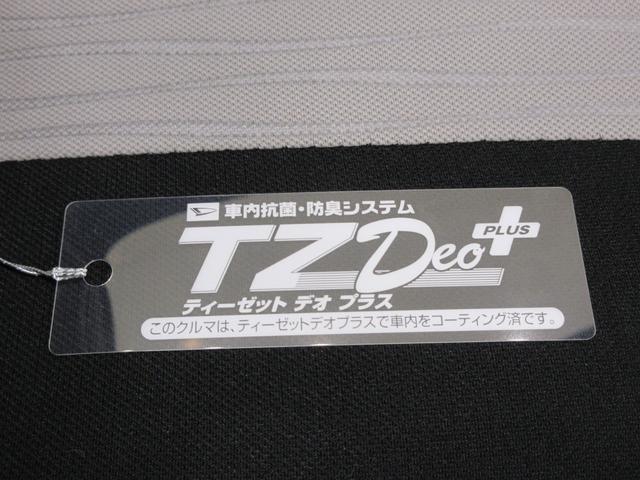 車内抗菌・防臭システム
TZ Deo PLUS
ティーゼット デオ プラス
このクルマは、ティーゼットデオプラスで車内をコーティング済です。